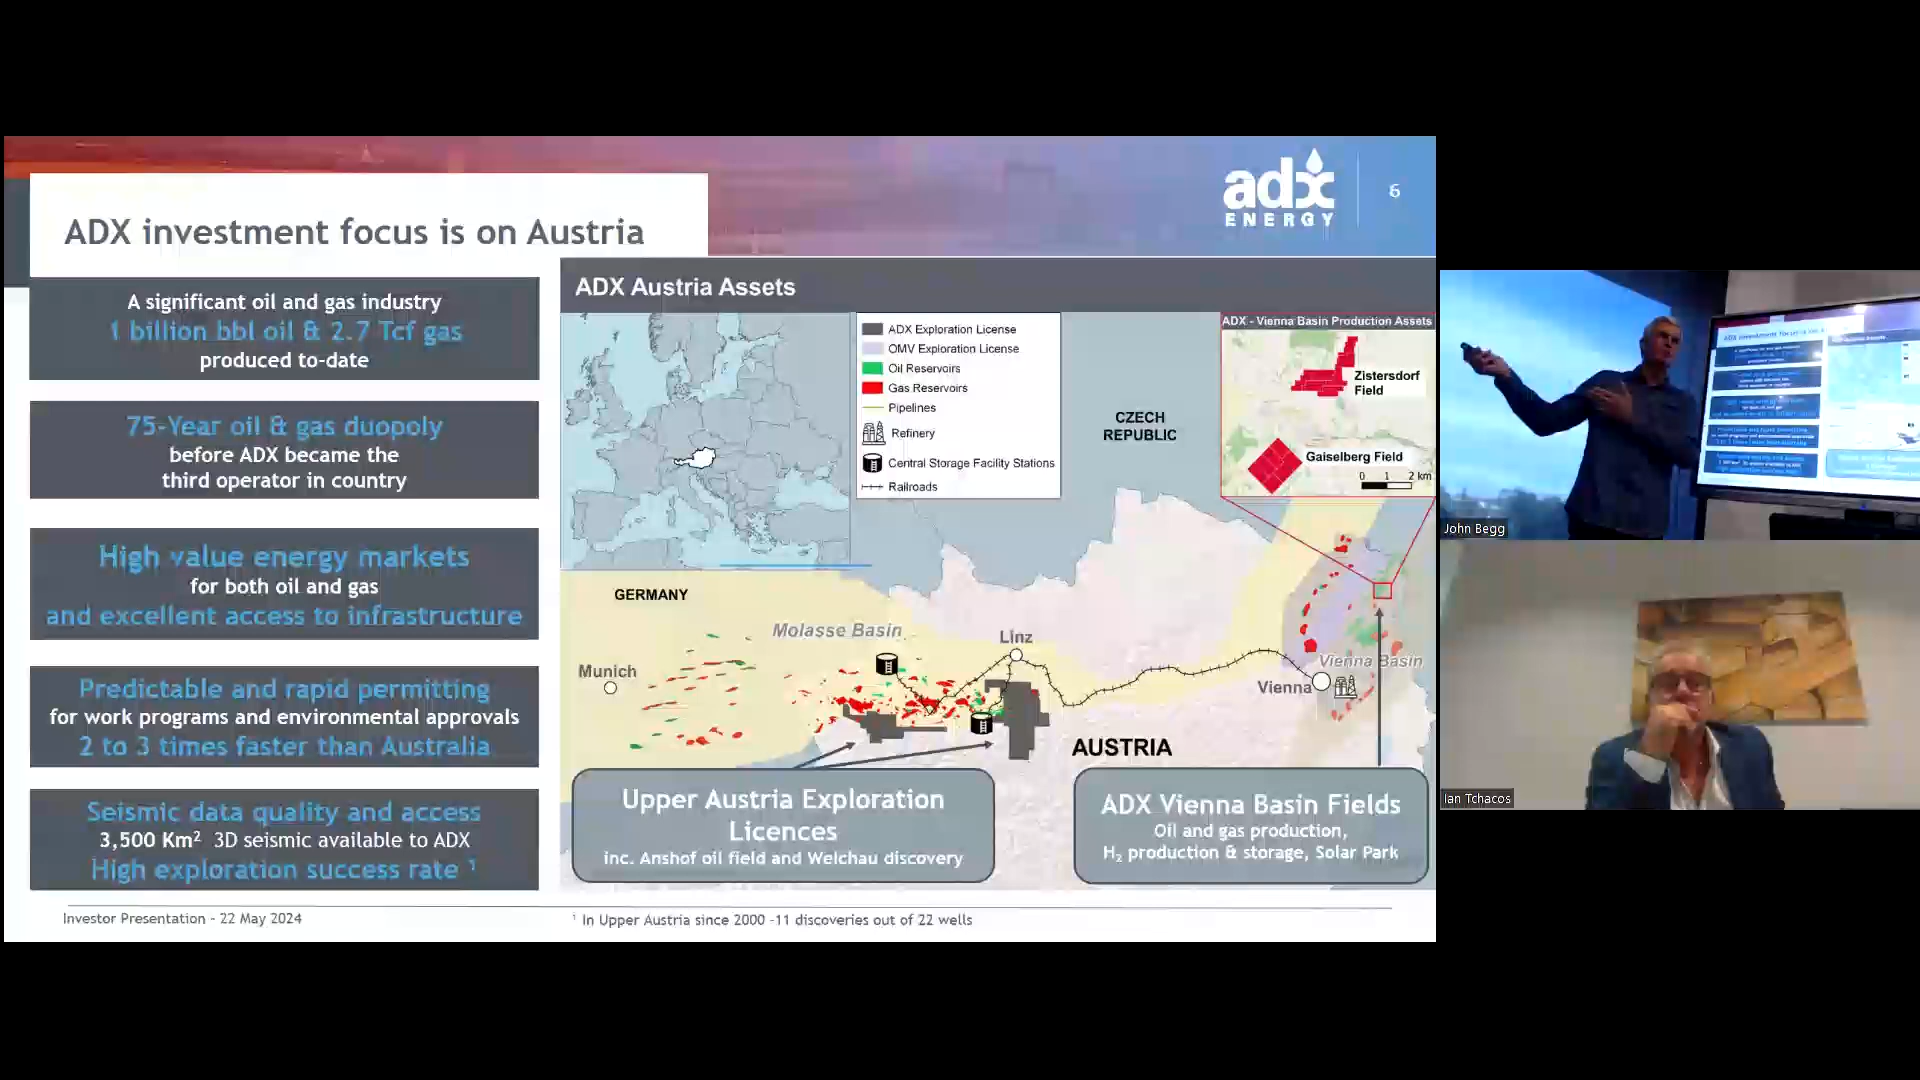 ADX investment focus is on Austria
adx
ENERGY
6
A significant oil and gas industry
1 billion bbl oil & 2.7 Tcf gas
produced to-date
75-Year oil & gas duopoly
before ADX became the
third operator in country
High value energy markets
for both oil and gas
and excellent access to infrastructure
Predictable and rapid permitting
for work programs and environmental approvals
2 to 3 times faster than Australia
Seismic data quality and access
3,500 Km² 3D seismic available to ADX
High exploration success rate ¹
ADX Austria Assets
ADX Exploration License
OMV Exploration License
Oil Reservoirs
Gas Reservoirs
Pipelines
Refinery
Central Storage Facility Stations
Railroads
CZECH
REPUBLIC
ADX - Vienna Basin Production Assets
Zistersdorf
Field
Gaiselberg Field
0 1 2 km
GERMANY
Molasse Basin
Linz
Munich
Vienna Basin
Vienna
AUSTRIA
Upper Austria Exploration
Licences
inc. Anshof oil field and Welchau discovery
ADX Vienna Basin Fields
Oil and gas production,
H₂ production & storage, Solar Park
Investor Presentation - 22 May 2024
¹ In Upper Austria since 2000 -11 discoveries out of 22 wells
John Begg
Ian Tchacos